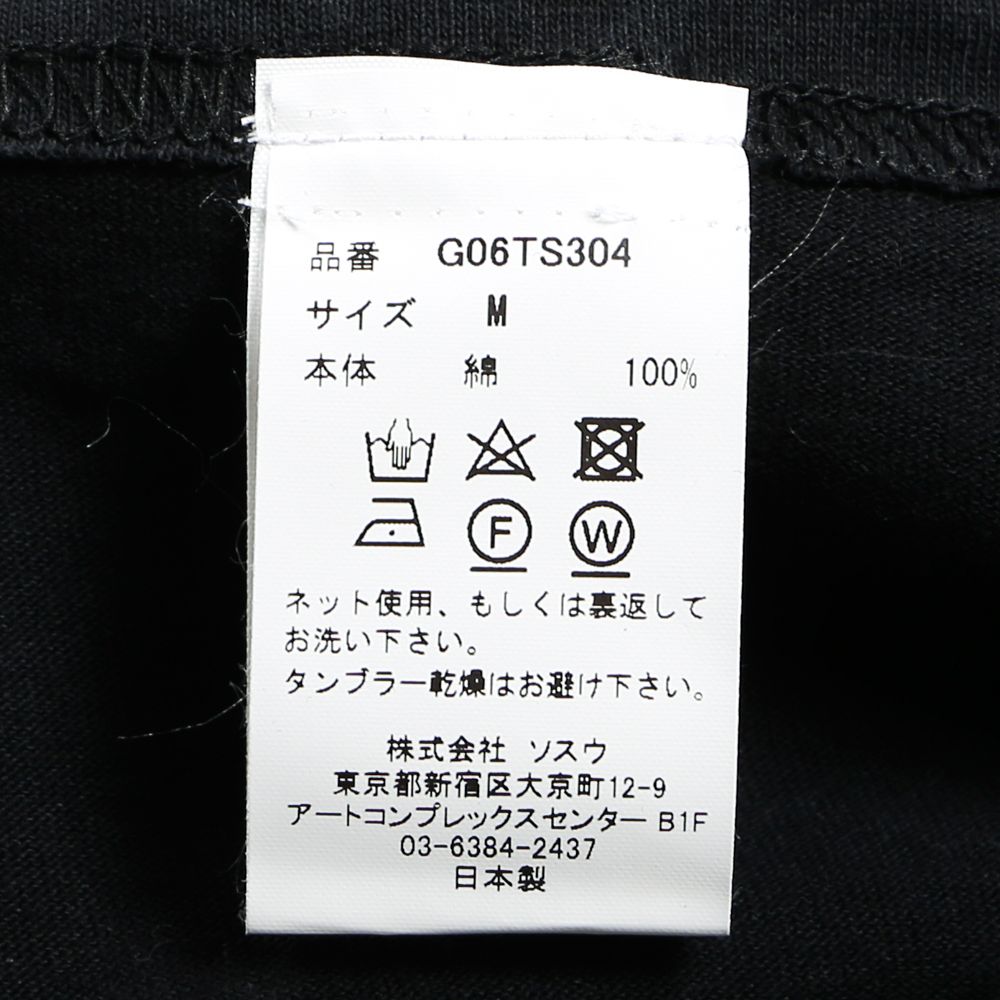 品番 G06TS304
サイズ M
本体 綿 100%
F W
ネット使用、もしくは裏返して
お洗い下さい。
タンブラー乾燥はお避け下さい。
株式会社 ソスウ
東京都新宿区大京町12-9
アートコンプレックスセンター B1F
03-6384-2437
日本製